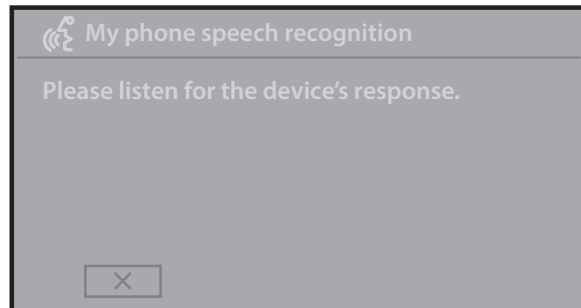 My phone speech recognition
Please listen for the device’s response.